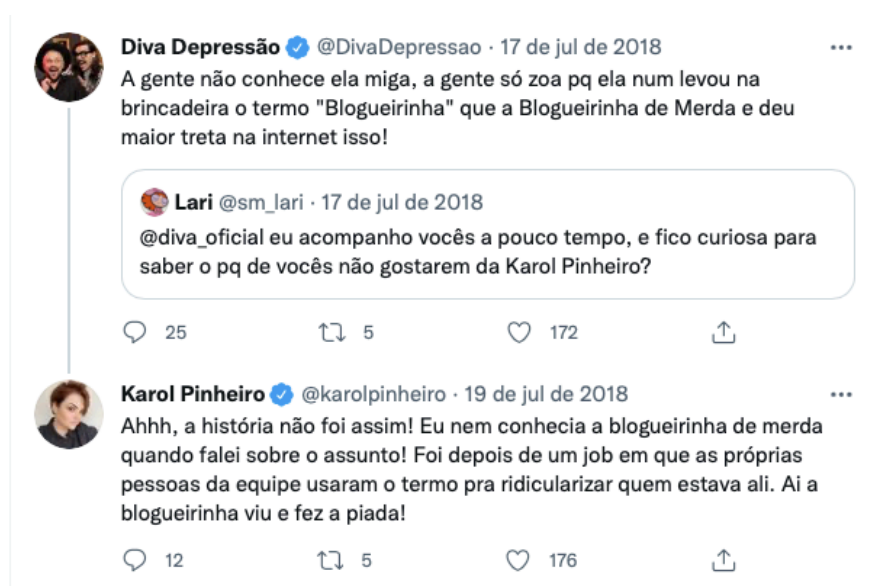 Diva Depressão @DivaDepressao · 17 de jul de 2018
A gente não conhece ela miga, a gente só zoa pq ela num levou na
brincadeira o termo "Blogueirinha" que a Blogueirinha de Merda e deu
maior treta na internet isso!
Lari @sm_lari · 17 de jul de 2018
@diva_oficial eu acompanho vocês a pouco tempo, e fico curiosa para
saber o pq de vocês não gostarem da Karol Pinheiro?
25 5 172
Karol Pinheiro @karolpinheiro · 19 de jul de 2018
Ahhh, a história não foi assim! Eu nem conhecia a blogueirinha de merda
quando falei sobre o assunto! Foi depois de um job em que as próprias
pessoas da equipe usaram o termo pra ridicularizar quem estava ali. Ai a
blogueirinha viu e fez a piada!
12 5 176